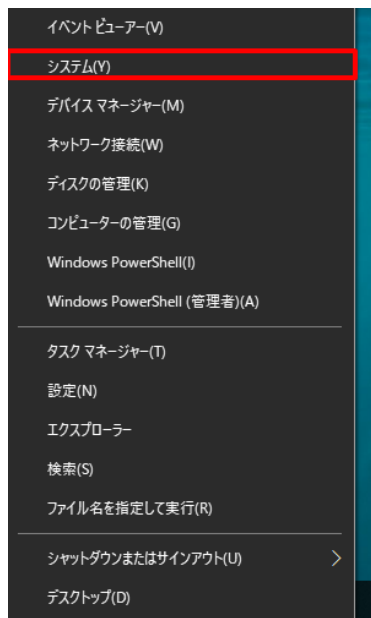 イベント ビューアー(V)
システム(Y)
デバイス マネージャー(M)
ネットワーク接続(W)
ディスクの管理(K)
コンピューターの管理(G)
Windows PowerShell(I)
Windows PowerShell (管理者)(A)
タスク マネージャー(T)
設定(N)
エクスプローラー
検索(S)
ファイル名を指定して実行(R)
シャットダウンまたはサインアウト(U)
デスクトップ(D)